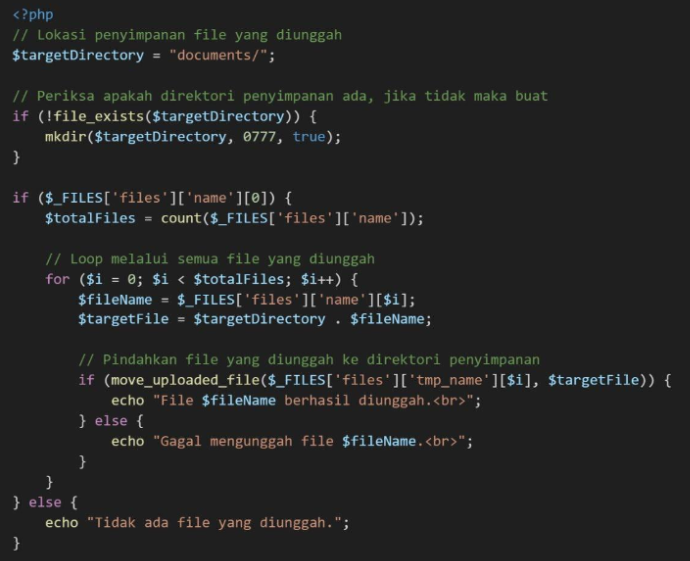 <?php
// Lokasi penyimpanan file yang diunggah
$targetDirectory = "documents/";
// Periksa apakah direktori penyimpanan ada, jika tidak maka buat
if (!file_exists($targetDirectory)) {
    mkdir($targetDirectory, 0777, true);
}
if ($_FILES['files']['name'][0]) {
    $totalFiles = count($_FILES['files']['name']);
    // Loop melalui semua file yang diunggah
    for ($i = 0; $i < $totalFiles; $i++) {
        $fileName = $_FILES['files']['name'][$i];
        $targetFile = $targetDirectory . $fileName;
        // Pindahkan file yang diunggah ke direktori penyimpanan
        if (move_uploaded_file($_FILES['files']['tmp_name'][$i], $targetFile)) {
            echo "File $fileName berhasil diunggah.<br>";
        } else {
            echo "Gagal mengunggah file $fileName.<br>";
        }
    }
} else {
    echo "Tidak ada file yang diunggah.";
}